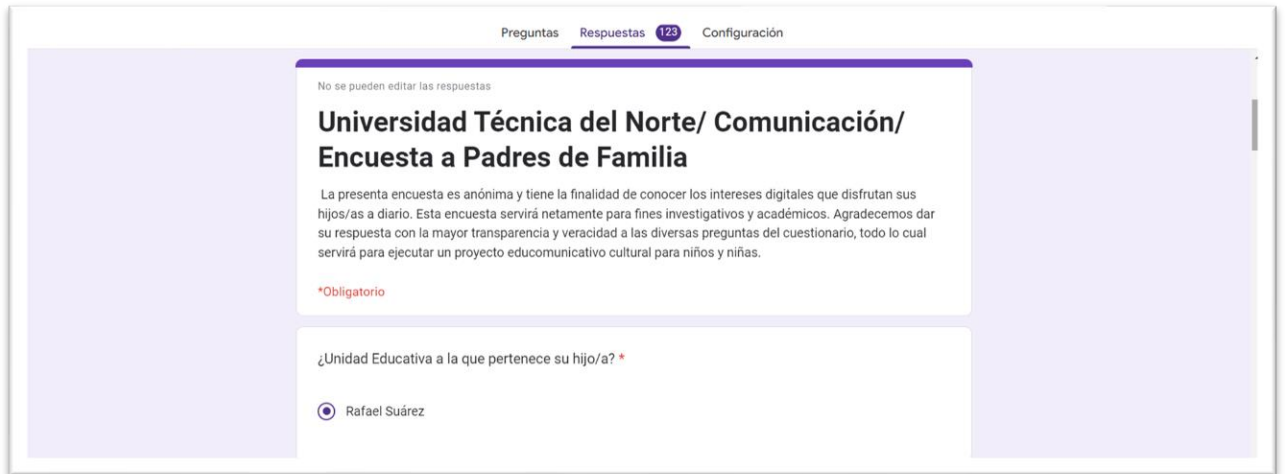 Preguntas Respuestas 123 Configuración
No se pueden editar las respuestas
Universidad Técnica del Norte/ Comunicación/
Encuesta a Padres de Familia
La presenta encuesta es anónima y tiene la finalidad de conocer los intereses digitales que disfrutan sus
hijos/as a diario. Esta encuesta servirá netamente para fines investigativos y académicos. Agradecemos dar
su respuesta con la mayor transparencia y veracidad a las diversas preguntas del cuestionario, todo lo cual
servirá para ejecutar un proyecto educomunicativo cultural para niños y niñas.
*Obligatorio
¿Unidad Educativa a la que pertenece su hijo/a? *
Rafael Suárez